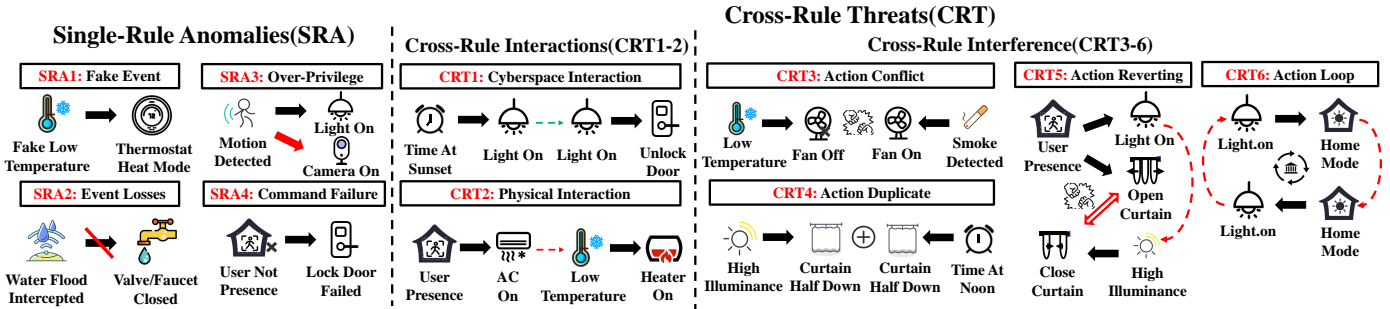 Cross-Rule Threats(CRT)
Single-Rule Anomalies(SRA)
Cross-Rule Interactions(CRT1-2)
Cross-Rule Interference(CRT3-6)
SRA1: Fake Event
Fake Low
Temperature
Thermostat
Heat Mode
SRA3: Over-Privilege
Motion
Detected
Light On
Camera On
SRA2: Event Losses
Water Flood
Intercepted
Valve/Faucet
Closed
SRA4: Command Failure
User Not
Presence
Lock Door
Failed
CRT1: Cyberspace Interaction
Time At
Sunset
Light On
Light On
Unlock
Door
CRT2: Physical Interaction
User
Presence
AC
On
Low
Temperature
Heater
On
CRT3: Action Conflict
Low
Temperature
Fan Off
Fan On
Smoke
Detected
CRT4: Action Duplicate
High
Illuminance
Curtain
Half Down
Curtain
Half Down
Time At
Noon
CRT5: Action Reverting
User
Presence
Light On
Open
Curtain
Close
Curtain
High
Illuminance
CRT6: Action Loop
Light.on
Home
Mode
Light.on
Home
Mode